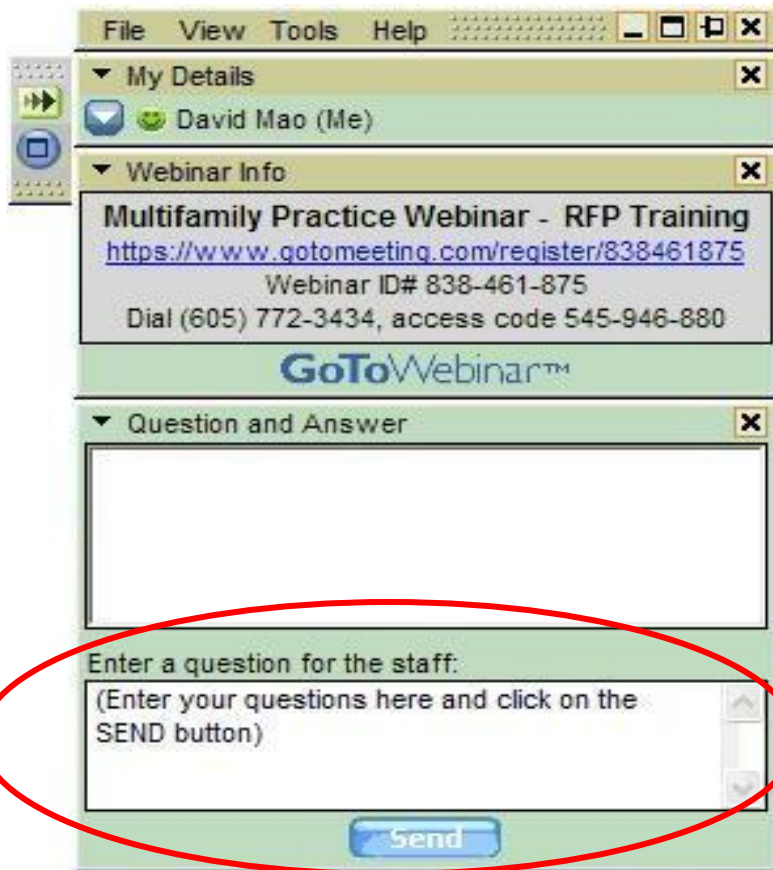 File View Tools Help
My Details
David Mao (Me)
Webinar Info
Multifamily Practice Webinar - RFP Training
https://www.gotomeeting.com/register/838461875
Webinar ID# 838-461-875
Dial (605) 772-3434, access code 545-946-880
GoToWebinar™
Question and Answer
Enter a question for the staff:
(Enter your questions here and click on the
SEND button)
Send